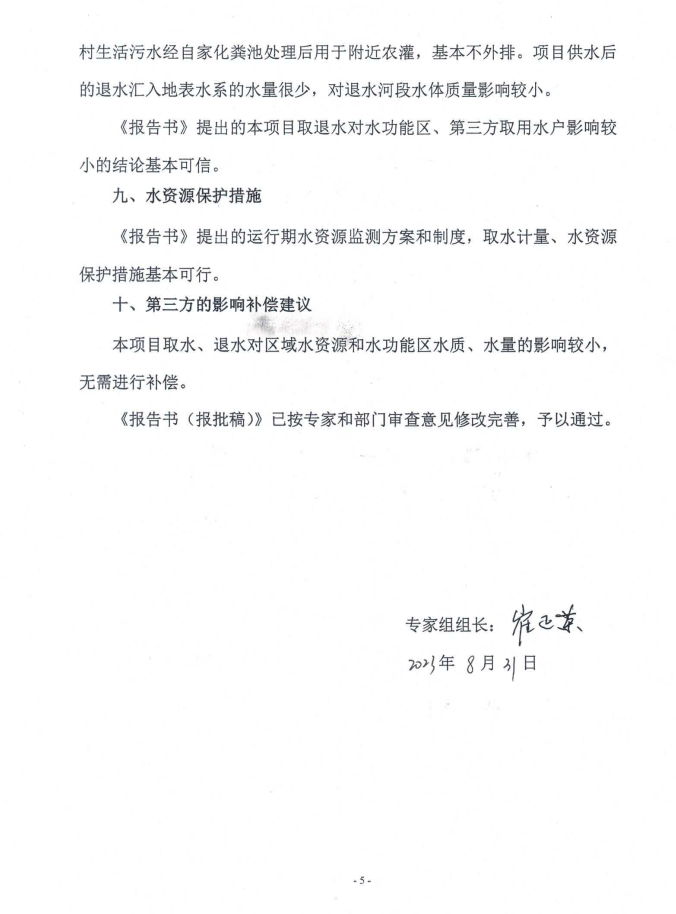 村生活污水经自家化粪池处理后用于附近农灌，基本不外排。项目供水后
的退水汇入地表水系的水量很少，对退水河段水体质量影响较小。
《报告书》提出的本项目取退水对水功能区、第三方取用水户影响较
小的结论基本可信。
九、水资源保护措施
《报告书》提出的运行期水资源监测方案和制度，取水计量、水资源
保护措施基本可行。
十、第三方的影响补偿建议
本项目取水、退水对区域水资源和水功能区水质、水量的影响较小，
无需进行补偿。
《报告书（报批稿）》已按专家和部门审查意见修改完善，予以通过。
专家组组长：
2023年 8月31日
- 5 -